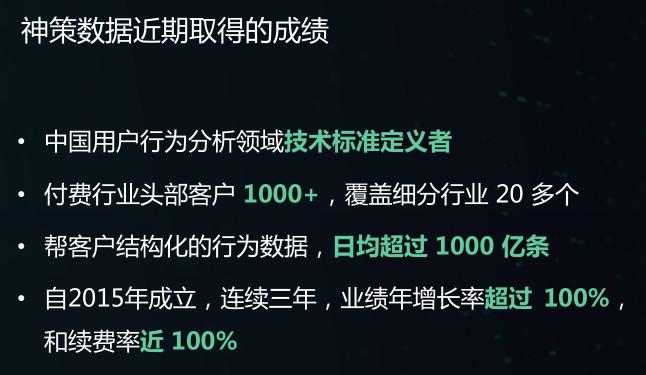 神策数据近期取得的成绩
• 中国用户行为分析领域技术标准定义者
• 付费行业头部客户 1000+，覆盖细分行业 20 多个
• 帮客户结构化的行为数据，日均超过 1000 亿条
• 自2015年成立，连续三年，业绩年增长率超过 100%，
和续费率近 100%